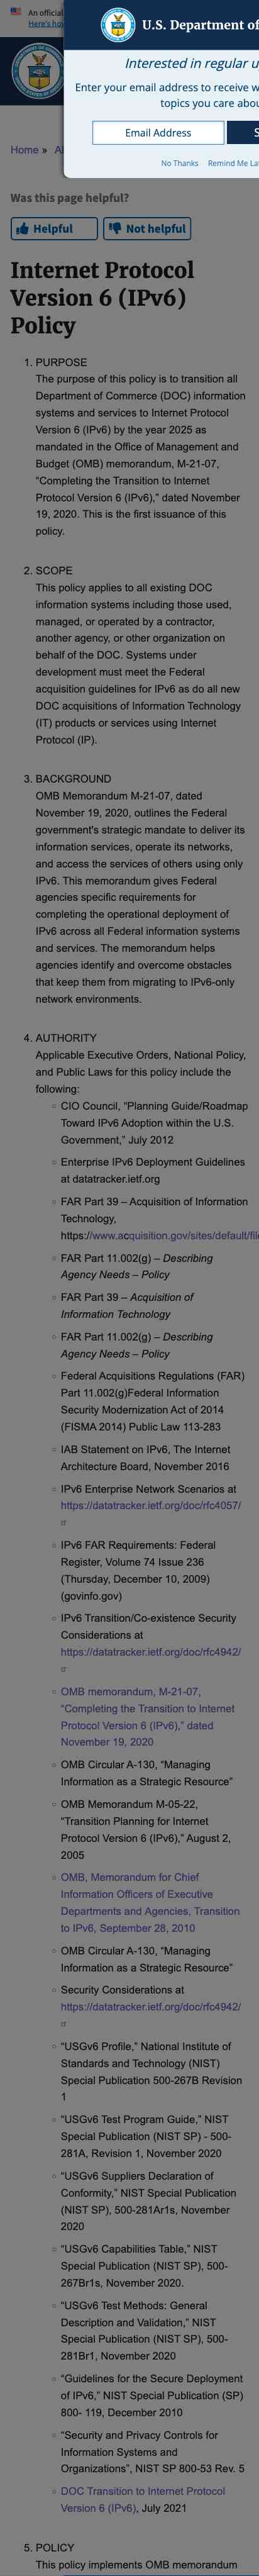 An official
Here's ho
U.S. Department of
Interested in regular u
Enter your email address to receive
topics you care abou
Email Address
S
No Thanks Remind Me La
Home »
Was this page helpful?
Helpful Not helpful
Internet Protocol
Version 6 (IPv6)
Policy
1. PURPOSE
The purpose of this policy is to transition all
Department of Commerce (DOC) information
systems and services to Internet Protocol
Version 6 (IPv6) by the year 2025 as
mandated in the Office of Management and
Budget (OMB) memorandum, M-21-07,
"Completing the Transition to Internet
Protocol Version 6 (IPv6)," dated November
19, 2020. This is the first issuance of this
policy.
2. SCOPE
This policy applies to all existing DOC
information systems including those used,
managed, or operated by a contractor,
another agency, or other organization on
behalf of the DOC. Systems under
development must meet the Federal
acquisition guidelines for IPv6 as do all new
DOC acquisitions of Information Technology
(IT) products or services using Internet
Protocol (IP).
3. BACKGROUND
OMB Memorandum M-21-07, dated
November 19, 2020, outlines the Federal
government's strategic mandate to deliver its
information services, operate its networks,
and access the services of others using only
IPv6. This memorandum gives Federal
agencies specific requirements for
completing the operational deployment of
IPv6 across all Federal information systems
and services. The memorandum helps
agencies identify and overcome obstacles
that keep them from migrating to IPv6-only
network environments.
4. AUTHORITY
Applicable Executive Orders, National Policy,
and Public Laws for this policy include the
following:
CIO Council, "Planning Guide/Roadmap
Toward IPv6 Adoption within the U.S.
Government," July 2012
Enterprise IPv6 Deployment Guidelines
at datatracker.ietf.org
FAR Part 39 – Acquisition of Information
Technology,
https://www.acquisition.gov/sites/default/file
FAR Part 11.002(g) – Describing
Agency Needs – Policy
FAR Part 39 – Acquisition of
Information Technology
FAR Part 11.002(g) – Describing
Agency Needs – Policy
Federal Acquisitions Regulations (FAR)
Part 11.002(g)Federal Information
Security Modernization Act of 2014
(FISMA 2014) Public Law 113-283
IAB Statement on IPv6, The Internet
Architecture Board, November 2016
IPv6 Enterprise Network Scenarios at
https://datatracker.ietf.org/doc/rfc4057/
IPv6 FAR Requirements: Federal
Register, Volume 74 Issue 236
(Thursday, December 10, 2009)
(govinfo.gov)
IPv6 Transition/Co-existence Security
Considerations at
https://datatracker.ietf.org/doc/rfc4942/
OMB memorandum, M-21-07,
"Completing the Transition to Internet
Protocol Version 6 (IPv6)," dated
November 19, 2020
OMB Circular A-130, "Managing
Information as a Strategic Resource"
OMB Memorandum M-05-22,
"Transition Planning for Internet
Protocol Version 6 (IPv6)," August 2,
2005
OMB, Memorandum for Chief
Information Officers of Executive
Departments and Agencies, Transition
to IPv6, September 28, 2010
OMB Circular A-130, "Managing
Information as a Strategic Resource"
Security Considerations at
https://datatracker.ietf.org/doc/rfc4942/
"USGv6 Profile," National Institute of
Standards and Technology (NIST)
Special Publication 500-267B Revision
1
"USGv6 Test Program Guide," NIST
Special Publication (NIST SP) - 500-
281A, Revision 1, November 2020
"USGv6 Suppliers Declaration of
Conformity," NIST Special Publication
(NIST SP), 500-281Ar1s, November
2020
"USGv6 Capabilities Table," NIST
Special Publication (NIST SP), 500-
267Br1s, November 2020.
"USGv6 Test Methods: General
Description and Validation," NIST
Special Publication (NIST SP), 500-
281Br1, November 2020
"Guidelines for the Secure Deployment
of IPv6," NIST Special Publication (SP)
800- 119, December 2010
"Security and Privacy Controls for
Information Systems and
Organizations", NIST SP 800-53 Rev. 5
DOC Transition to Internet Protocol
Version 6 (IPv6), July 2021
5. POLICY
This policy implements OMB memorandum